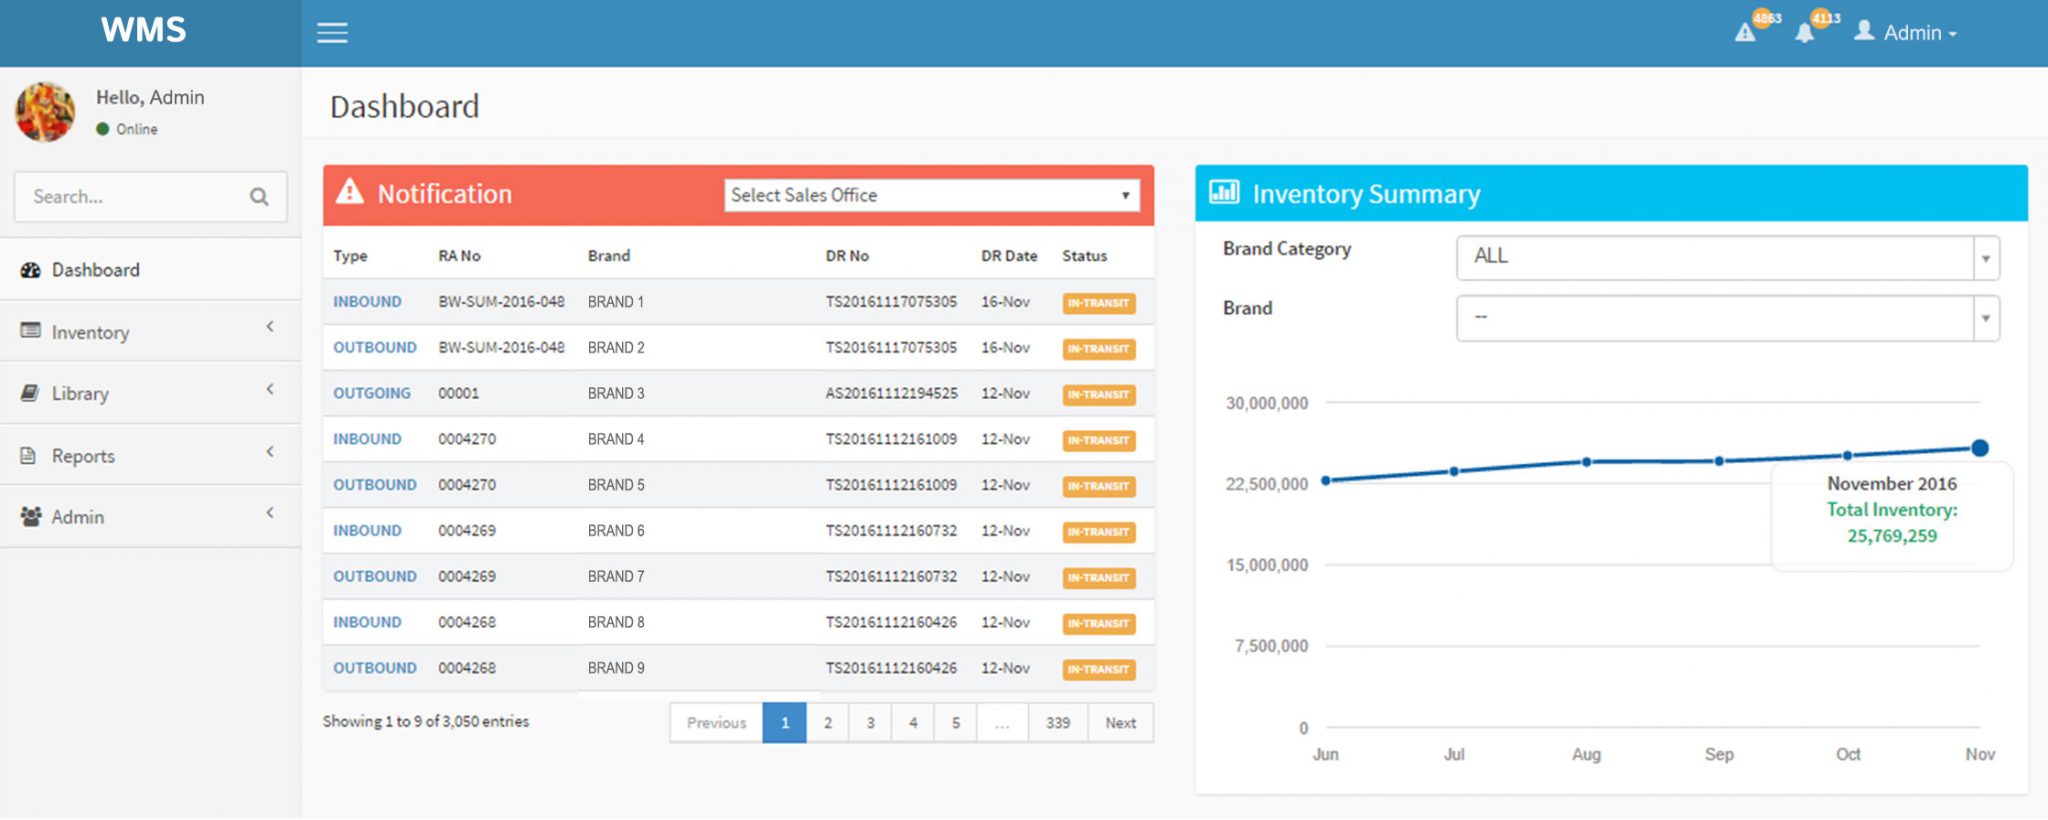 WMS
4863
4113
Admin
Hello, Admin
Online
Search...
Dashboard
Inventory
Library
Reports
Admin
Dashboard
Notification
Select Sales Office
Type RA No Brand DR No DR Date Status
INBOUND BW-SUM-2016-048 BRAND 1 TS20161117075305 16-Nov IN-TRANSIT
OUTBOUND BW-SUM-2016-048 BRAND 2 TS20161117075305 16-Nov IN-TRANSIT
OUTGOING 00001 BRAND 3 AS20161112194525 12-Nov IN-TRANSIT
INBOUND 0004270 BRAND 4 TS20161112161009 12-Nov IN-TRANSIT
OUTBOUND 0004270 BRAND 5 TS20161112161009 12-Nov IN-TRANSIT
INBOUND 0004269 BRAND 6 TS20161112160732 12-Nov IN-TRANSIT
OUTBOUND 0004269 BRAND 7 TS20161112160732 12-Nov IN-TRANSIT
INBOUND 0004268 BRAND 8 TS20161112160426 12-Nov IN-TRANSIT
OUTBOUND 0004268 BRAND 9 TS20161112160426 12-Nov IN-TRANSIT
Showing 1 to 9 of 3,050 entries
Previous 1 2 3 4 5 ... 339 Next
Inventory Summary
Brand Category ALL
Brand --
30,000,000
22,500,000
15,000,000
7,500,000
0
November 2016
Total Inventory:
25,769,259
Jun Jul Aug Sep Oct Nov